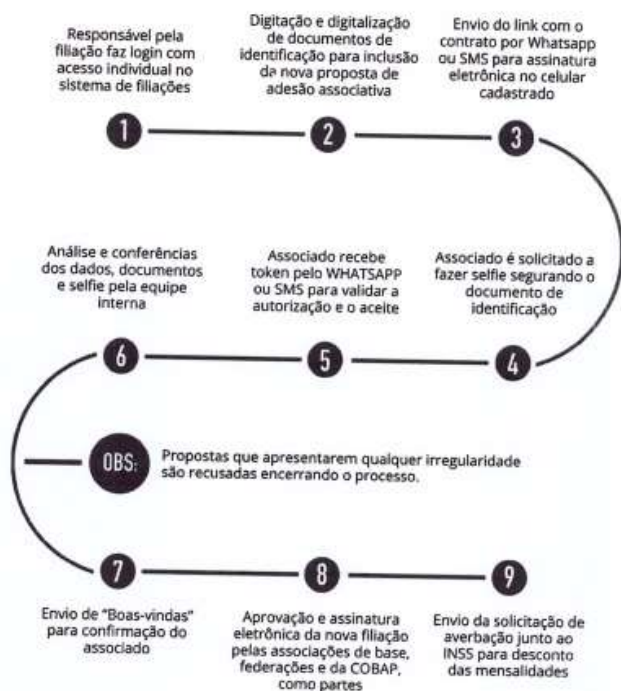 Responsável pela
filiação faz login com
acesso individual no
sistema de filiações
1
Digitação e digitalização
de documentos de
identificação para inclusão
da nova proposta de
adesão associativa
2
Envio do link com o
contrato por Whatsapp
ou SMS para assinatura
eletrônica no celular
cadastrado
3
Associado é solicitado a
fazer selfie segurando o
documento de
identificação
4
Associado recebe
token pelo WHATSAPP
ou SMS para validar a
autorização e o aceite
5
Análise e conferências
dos dados, documentos
e selfie pela equipe
interna
6
OBS:
Propostas que apresentarem qualquer irregularidade
são recusadas encerrando o processo.
7
Envio de "Boas-vindas"
para confirmação do
associado
8
Aprovação e assinatura
eletrônica da nova filiação
pelas associações de base,
federações e da COBAP,
como partes
9
Envio da solicitação de
averbação junto ao
INSS para desconto
das mensalidades